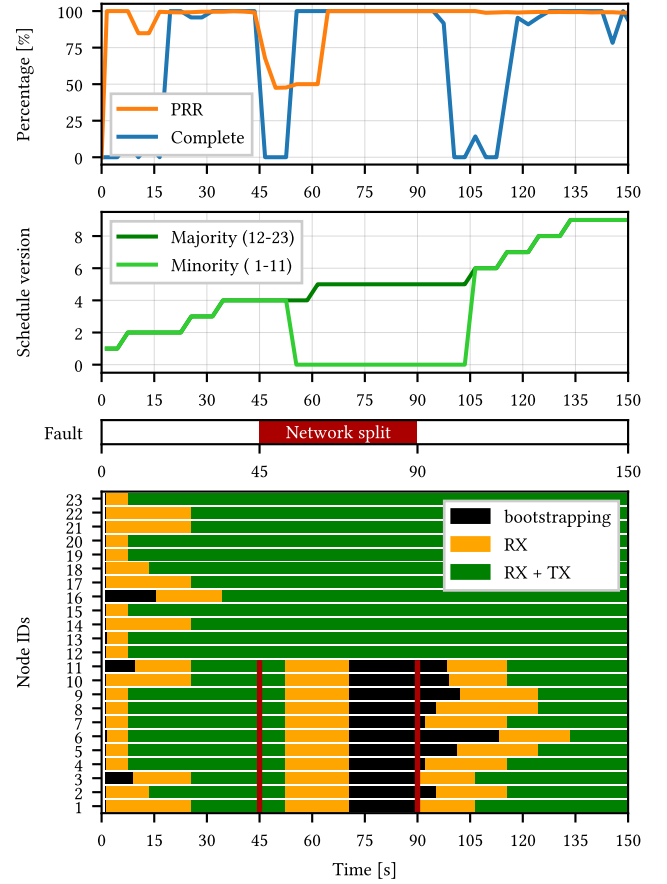 Percentage [%]
100
75
50
25
0
PRR
Complete
0 15 30 45 60 75 90 105 120 135 150
Schedule version
8
6
4
2
0
Majority (12-23)
Minority ( 1-11)
0 15 30 45 60 75 90 105 120 135 150
Fault
Network split
0 45 90 150
Node IDs
23
22
21
20
19
18
17
16
15
14
13
12
11
10
9
8
7
6
5
4
3
2
1
bootstrapping
RX
RX + TX
0 15 30 45 60 75 90 105 120 135 150
Time [s]